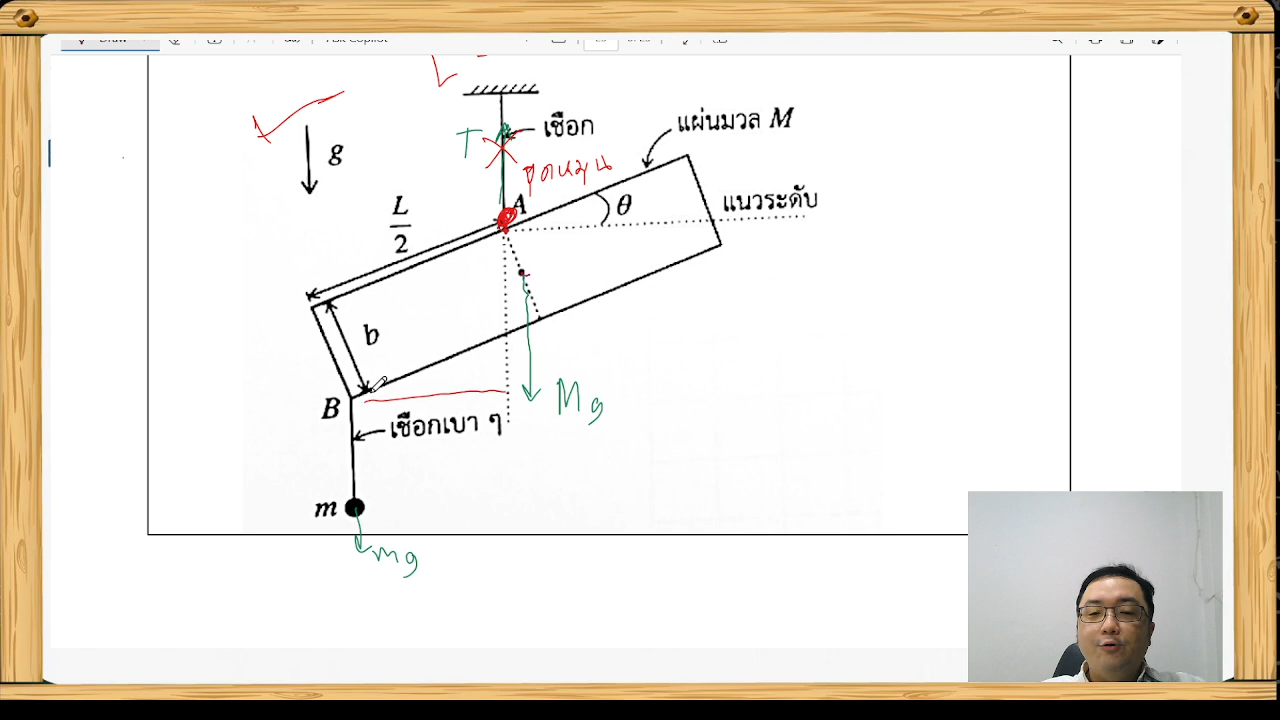 T
เชือก
แผ่นมวล M
g
จุดหมุน
L/2
A
θ
แนวระดับ
b
B
Mg
เชือกเบา ๆ
m
mg